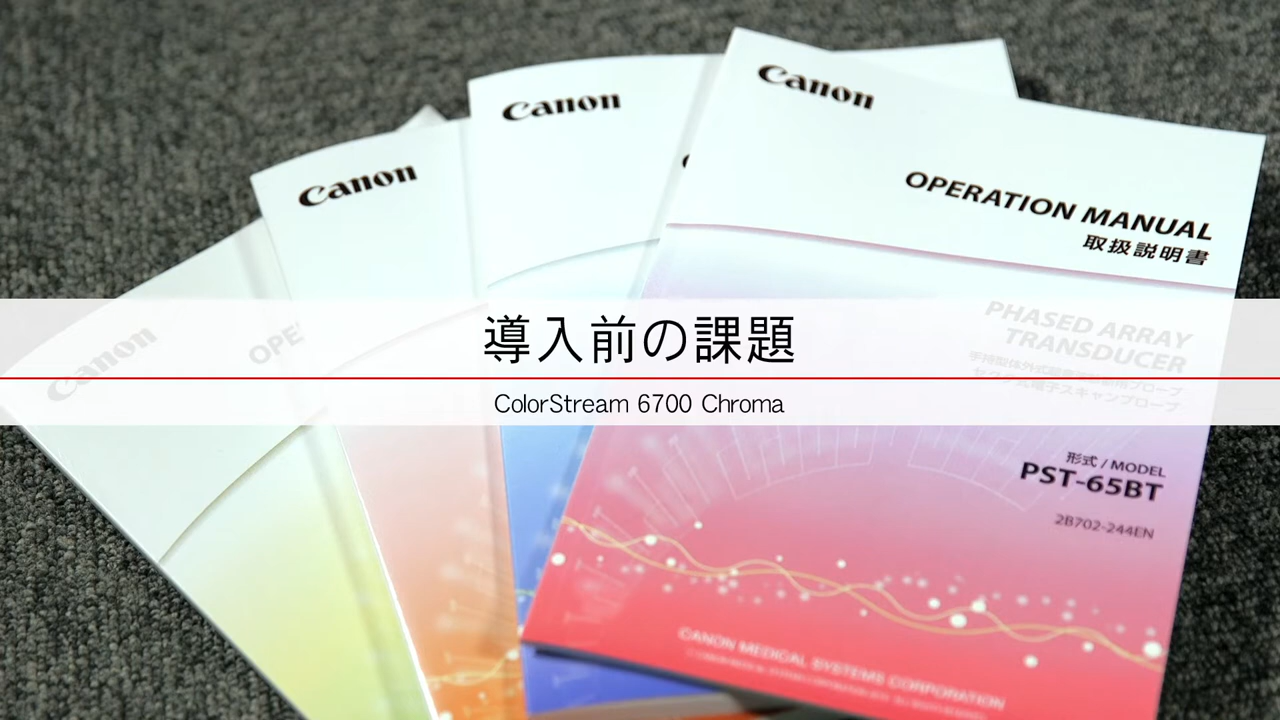 Canon
OPERATION MANUAL
取扱説明書
Canon
Canon
Canon
OPE
導入前の課題
ColorStream 6700 Chroma
PHASED ARRAY
TRANSDUCER
形式 / MODEL
PST-65BT
2B702-244EN
CANON MEDICAL SYSTEMS CORPORATION